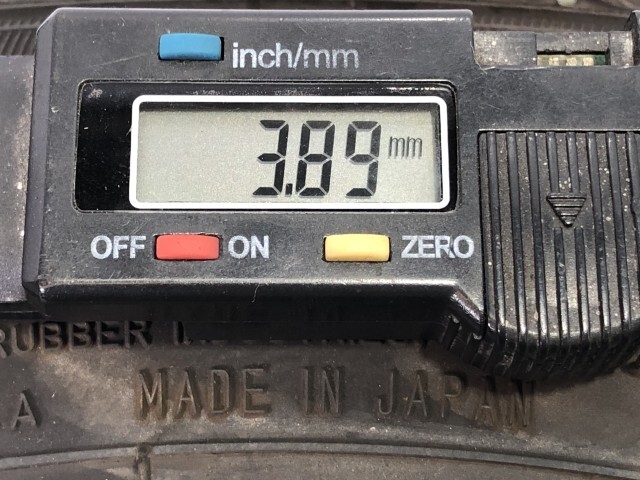 inch/mm
3.89 mm
OFF ON ZERO
RUBBER
A MADE IN JAPAN